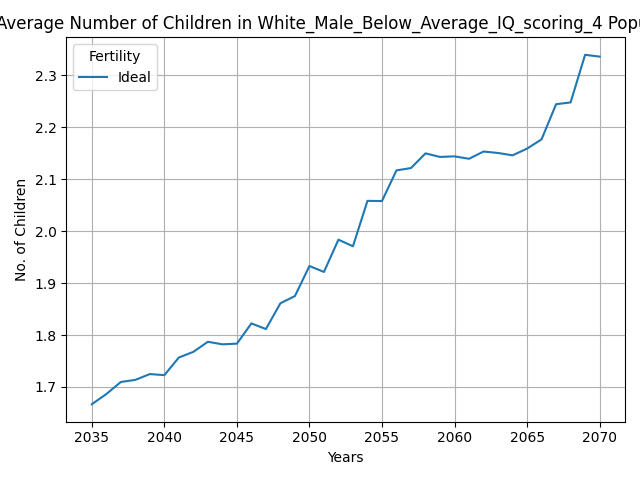 Average Number of Children in White_Male_Below_Average_IQ_scoring_4
Fertility
Ideal
No. of Children
2.3
2.2
2.1
2.0
1.9
1.8
1.7
2035 2040 2045 2050 2055 2060 2065 2070
Years